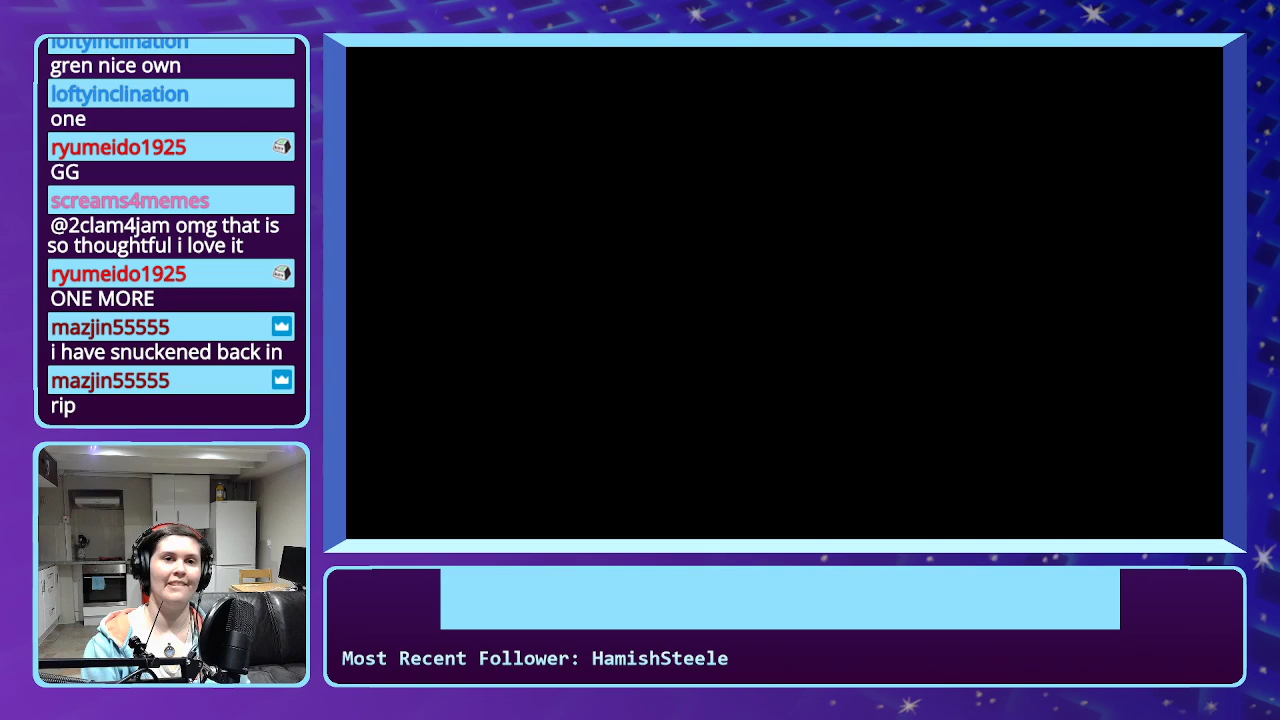 loftyinclination
gren nice own
loftyinclination
one
ryumeido1925
GG
screams4memes
@2clam4jam omg that is
so thoughtful i love it
ryumeido1925
ONE MORE
mazjin55555
i have snuckened back in
mazjin55555
rip
Most Recent Follower: HamishSteele